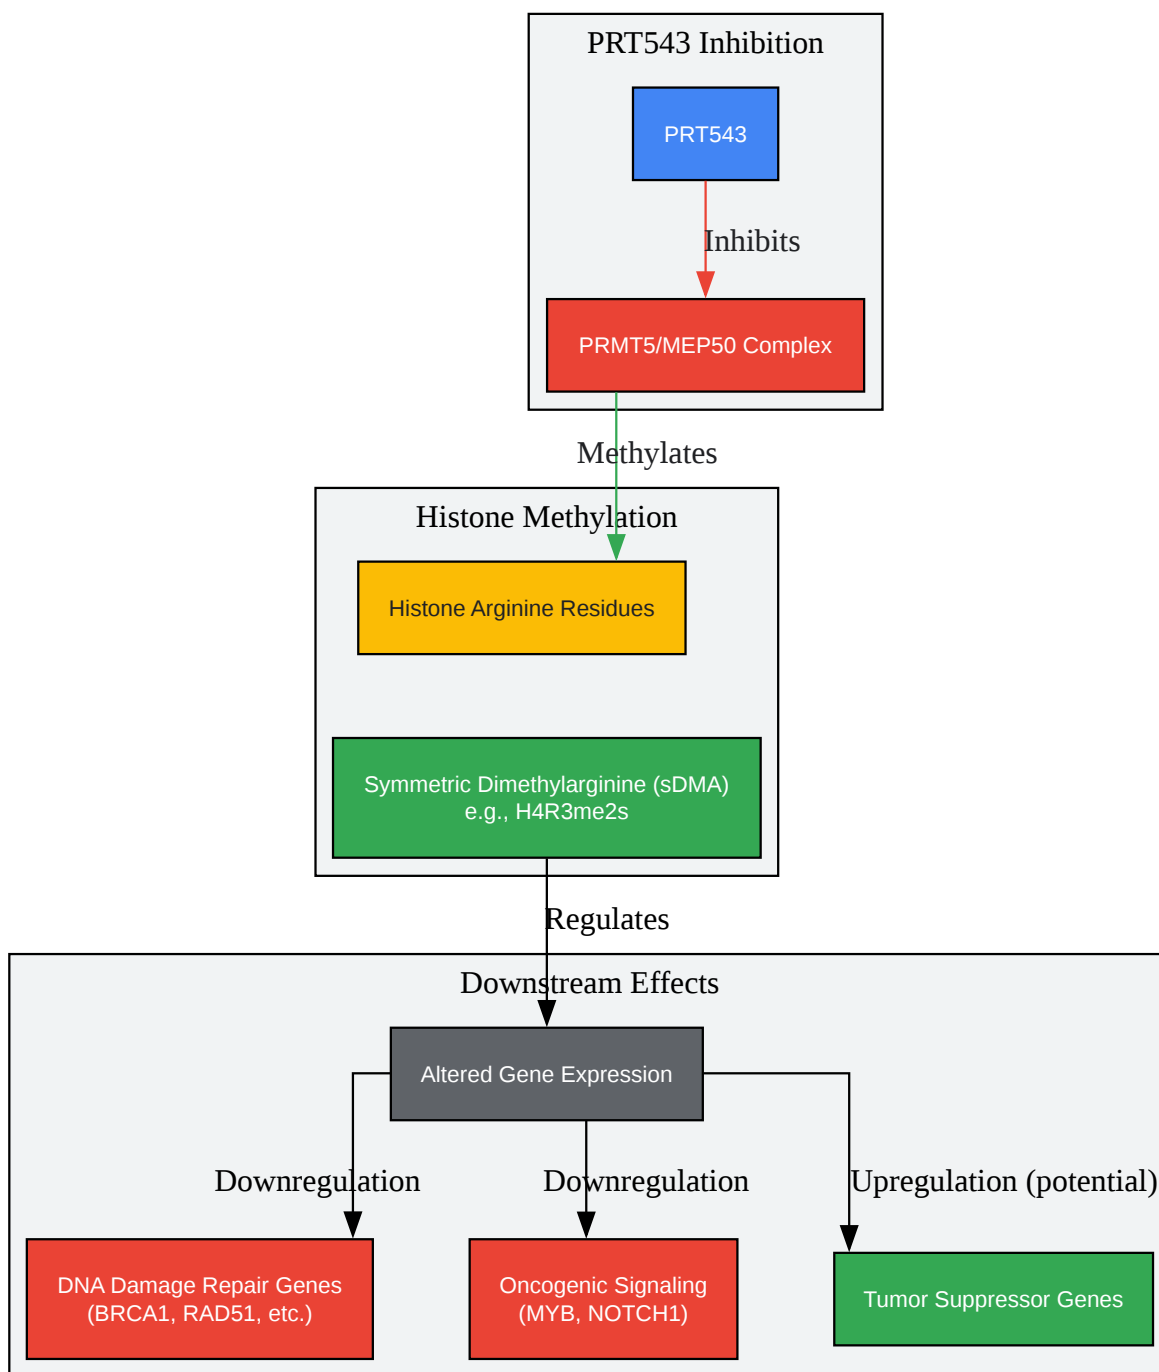 PRT543 Inhibition
PRT543
Inhibits
PRMT5/MEP50 Complex
Methylates
Histone Methylation
Histone Arginine Residues
Symmetric Dimethylarginine (sDMA)
e.g., H4R3me2s
Regulates
Downstream Effects
Altered Gene Expression
Downregulation
Downregulation
Upregulation (potential)
DNA Damage Repair Genes
(BRCA1, RAD51, etc.)
Oncogenic Signaling
(MYB, NOTCH1)
Tumor Suppressor Genes